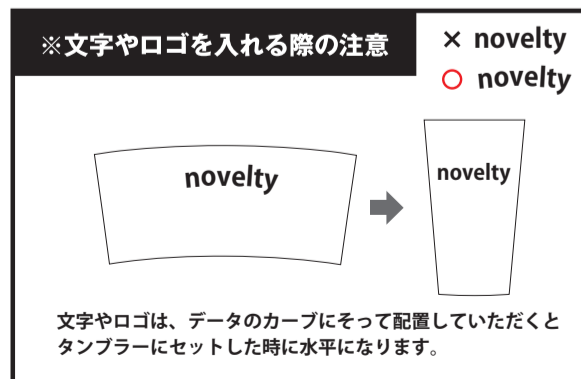 ※文字やロゴを入れる際の注意
× novelty
○ novelty
novelty
novelty
文字やロゴは、データのカーブにそって配置していただくと
タンブラーにセットした時に水平になります。